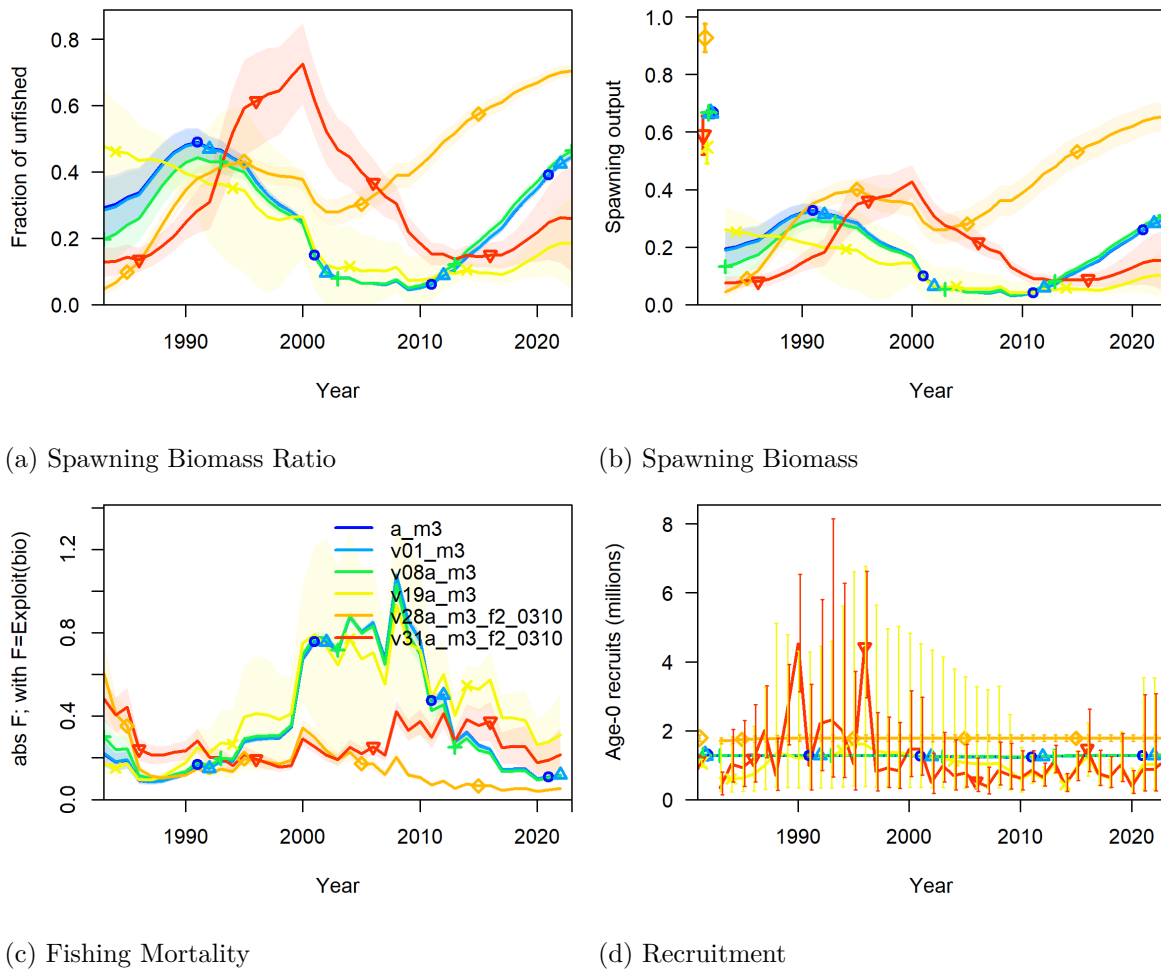 Fraction of unfished
0.0 0.2 0.4 0.6 0.8
1990 2000 2010 2020
Year
(a) Spawning Biomass Ratio
Spawning output
0.0 0.2 0.4 0.6 0.8 1.0
1990 2000 2010 2020
Year
(b) Spawning Biomass
abs F; with F=Exploit(bio)
0.0 0.4 0.8 1.2
a_m3
v01_m3
v08a_m3
v19a_m3
v28a_m3_f2_0310
v31a_m3_f2_0310
1990 2000 2010 2020
Year
(c) Fishing Mortality
Age-0 recruits (millions)
0 2 4 6 8
1990 2000 2010 2020
Year
(d) Recruitment